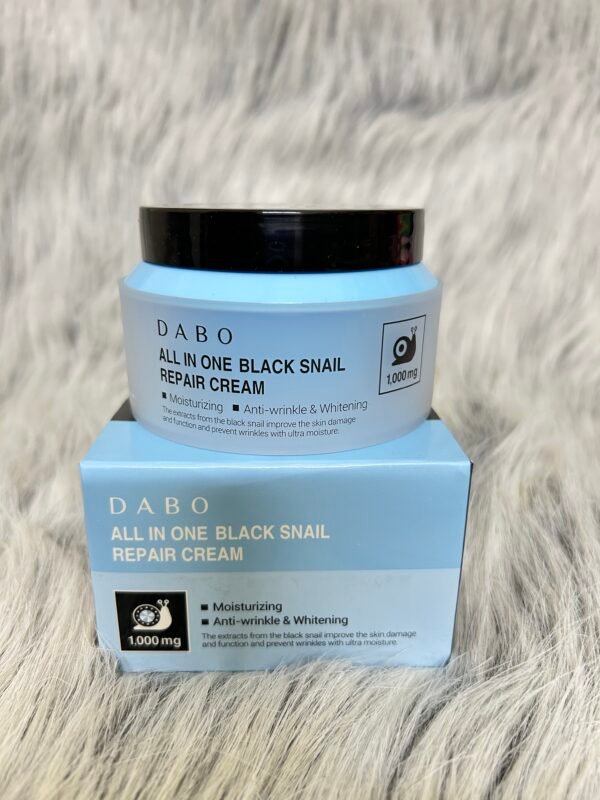 DABO
ALL IN ONE BLACK SNAIL
REPAIR CREAM
1,000 mg
■ Moisturizing ■ Anti-wrinkle & Whitening
The extracts from the black snail improve the skin damage
and function and prevent wrinkles with ultra moisture.
DABO
ALL IN ONE BLACK SNAIL
REPAIR CREAM
1,000 mg
■ Moisturizing
■ Anti-wrinkle & Whitening
The extracts from the black snail improve the skin damage
and function and prevent wrinkles with ultra moisture.